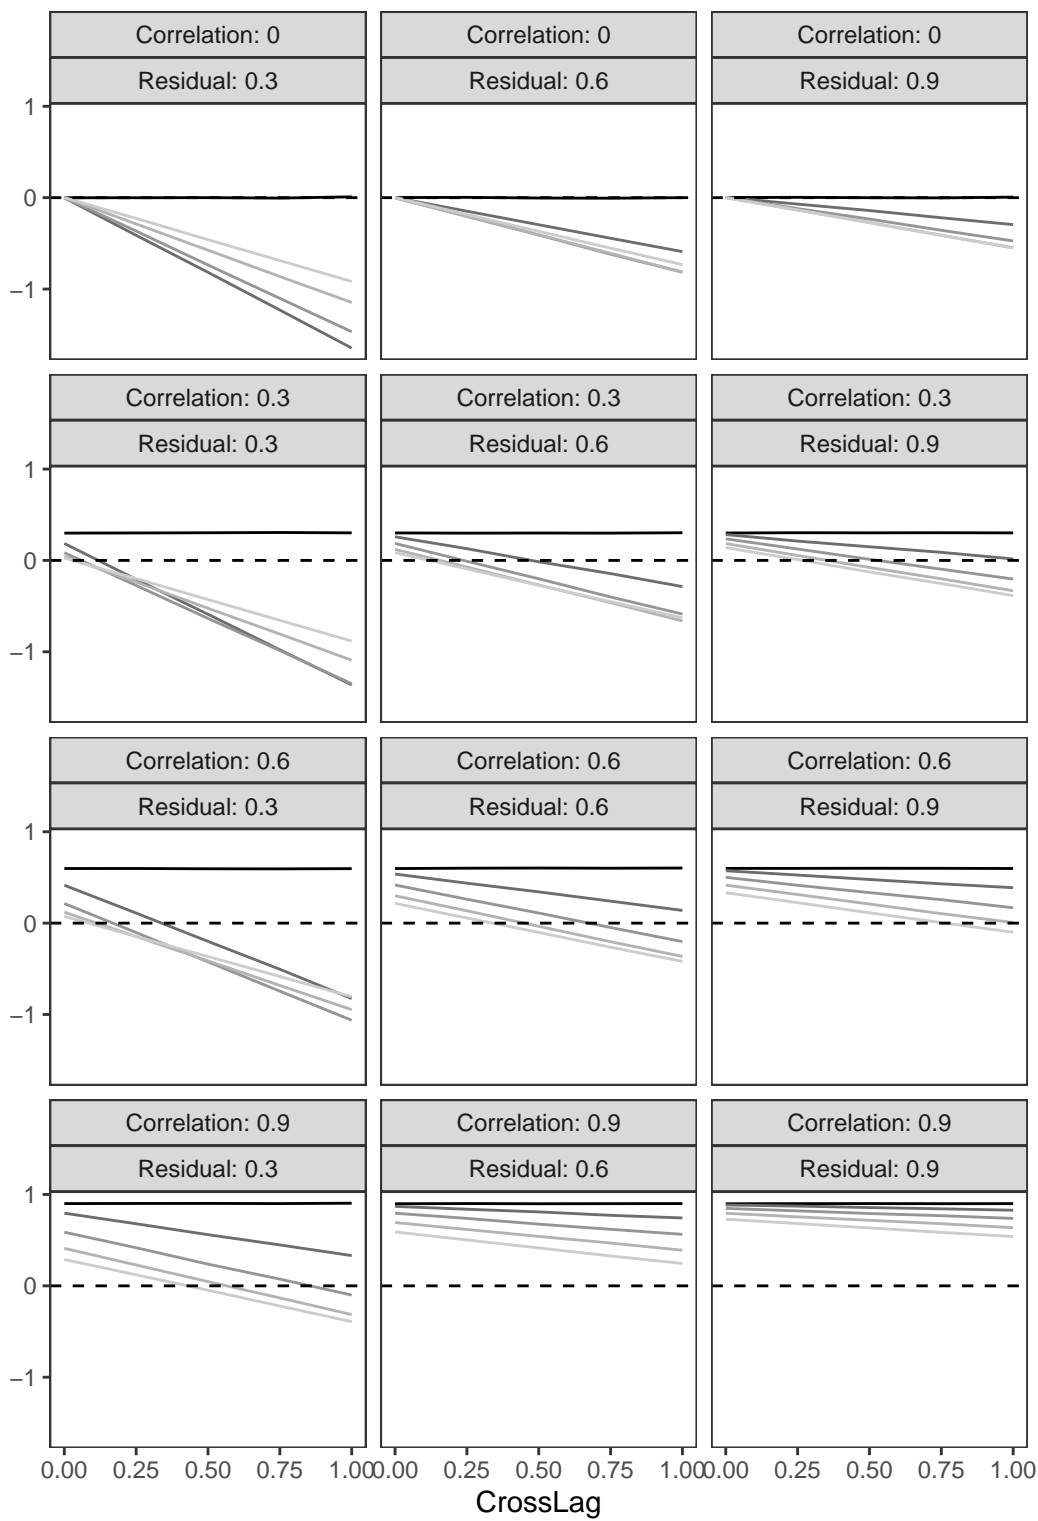 Correlation: 0 Correlation: 0 Correlation: 0
Residual: 0.3 Residual: 0.6 Residual: 0.9
1
0
−1
Correlation: 0.3 Correlation: 0.3 Correlation: 0.3
Residual: 0.3 Residual: 0.6 Residual: 0.9
1
0
−1
Correlation: 0.6 Correlation: 0.6 Correlation: 0.6
Residual: 0.3 Residual: 0.6 Residual: 0.9
1
0
−1
Correlation: 0.9 Correlation: 0.9 Correlation: 0.9
Residual: 0.3 Residual: 0.6 Residual: 0.9
1
0
−1
0.00 0.25 0.50 0.75 1.00 0.00 0.25 0.50 0.75 1.00 0.00 0.25 0.50 0.75 1.00
CrossLag